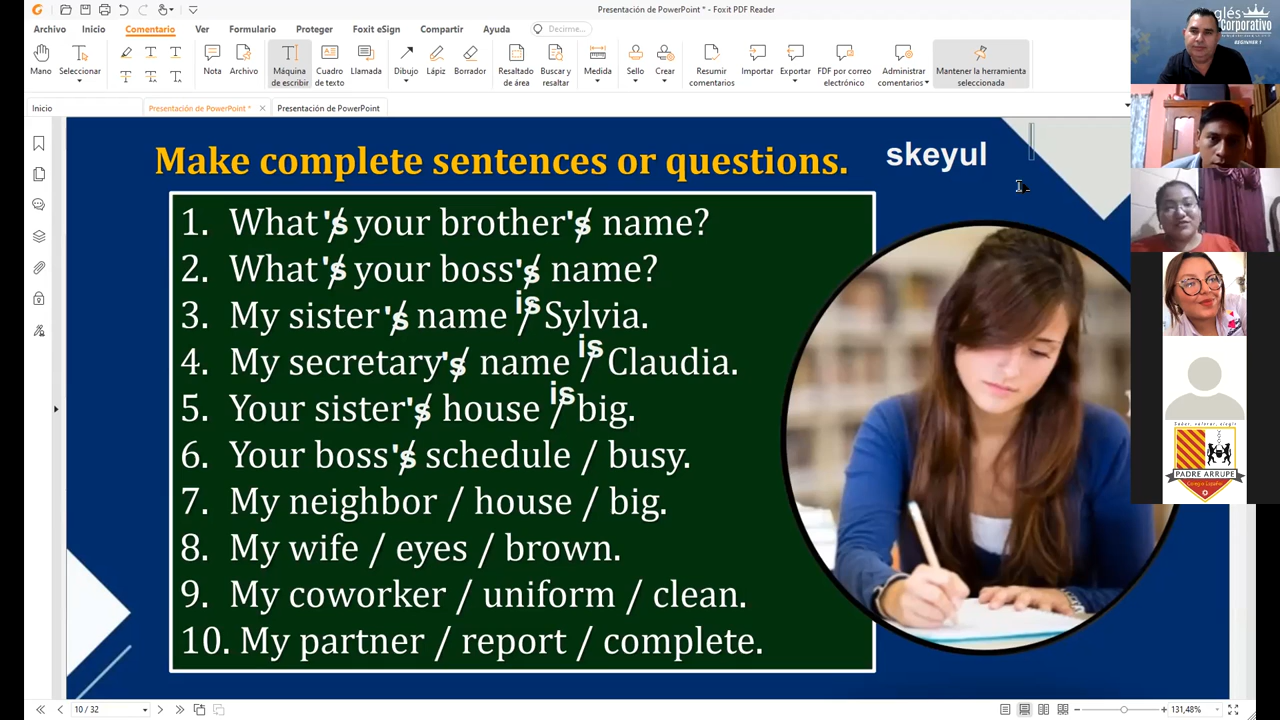 Presentación de PowerPoint * - Foxit PDF Reader
Archivo Inicio Comentario Ver Formulario Proteger Foxit eSign Compartir Ayuda Decirme...
Mano Seleccionar Nota Archivo Máquina de escribir Cuadro de texto Llamada Dibujo Lápiz Borrador Resaltado de área Buscar y resaltar Medida Sello Crear Resumir comentarios Importar Exportar PDF por correo electrónico Administrar comentarios Mantener la herramienta seleccionada
Inicio Presentación de PowerPoint * Presentación de PowerPoint
glés
Corporativo
BEGINNER 1
Make complete sentences or questions. skeyul
1. What's / your brother's / name?
2. What's / your boss's / name?
3. My sister's / name is / Sylvia.
4. My secretary's / name is / Claudia.
5. Your sister's / house is / big.
6. Your boss's / schedule / busy.
7. My neighbor / house / big.
8. My wife / eyes / brown.
9. My coworker / uniform / clean.
10. My partner / report / complete.
PADRE ARRUPE
10 / 32 131,48%